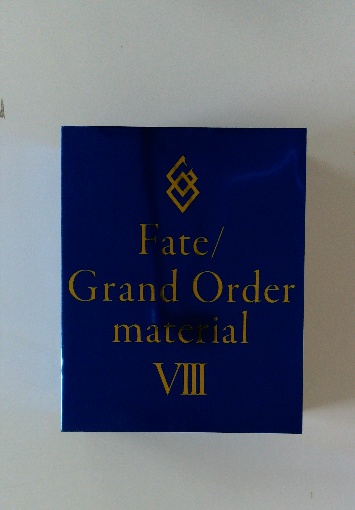 Fate/
Grand Order
material
VIII